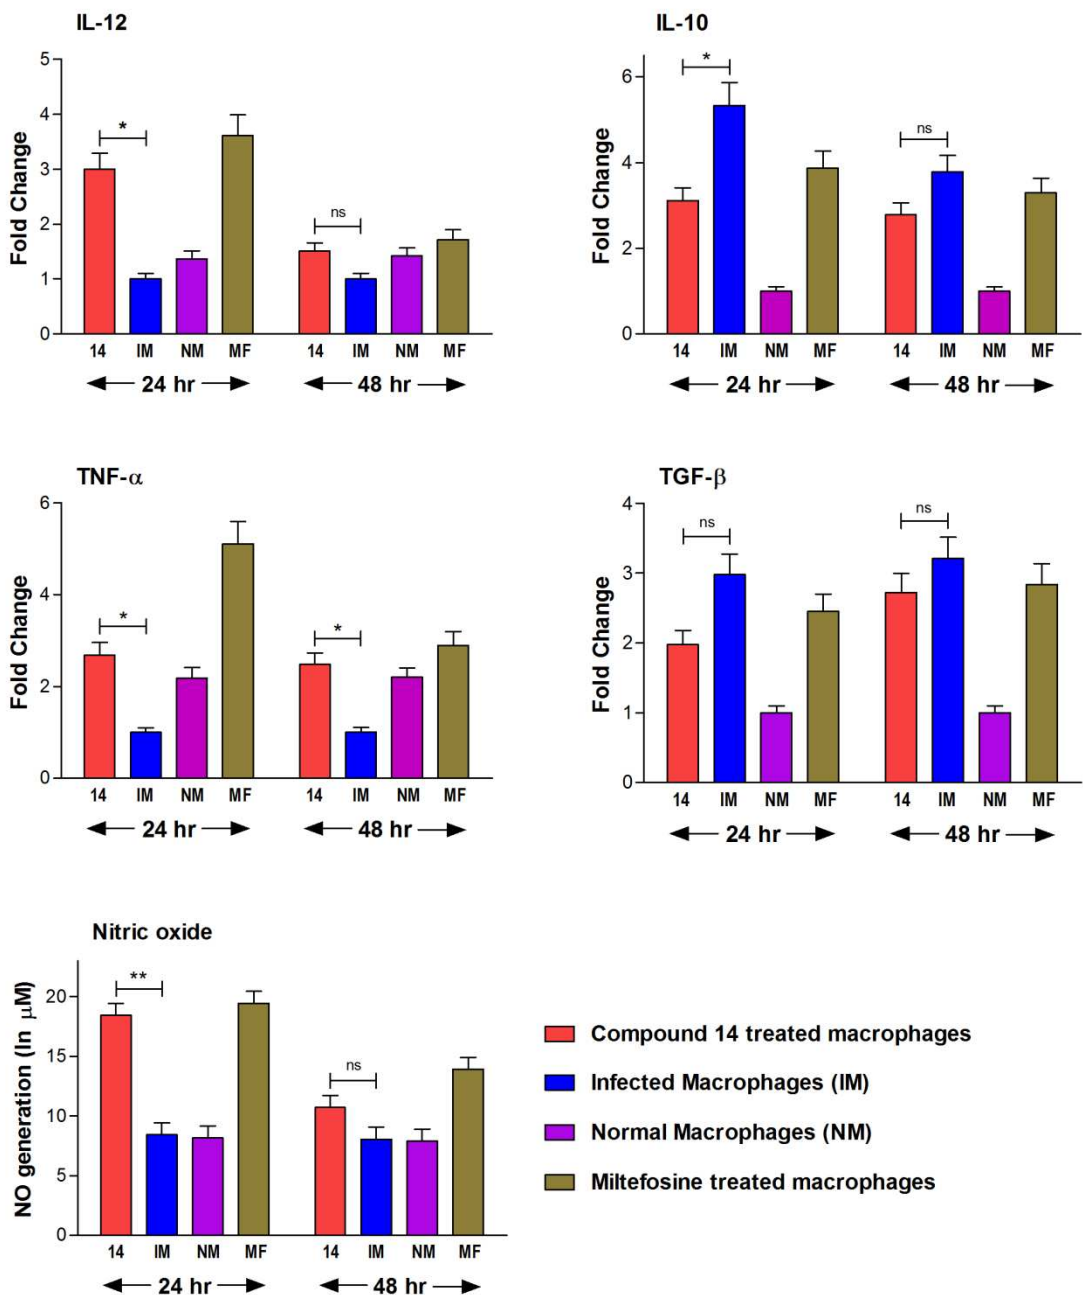 IL-12
Fold Change
5
4
3
2
1
0
*
ns
14 IM NM MF 14 IM NM MF
24 hr 48 hr
IL-10
Fold Change
6
4
2
0
*
ns
14 IM NM MF 14 IM NM MF
24 hr 48 hr
TNF-α
Fold Change
6
4
2
0
*
*
14 IM NM MF 14 IM NM MF
24 hr 48 hr
TGF-β
Fold Change
4
3
2
1
0
ns
ns
14 IM NM MF 14 IM NM MF
24 hr 48 hr
Nitric oxide
NO generation (In μM)
20
15
10
5
0
**
ns
14 IM NM MF 14 IM NM MF
24 hr 48 hr
Compound 14 treated macrophages
Infected Macrophages (IM)
Normal Macrophages (NM)
Miltefosine treated macrophages